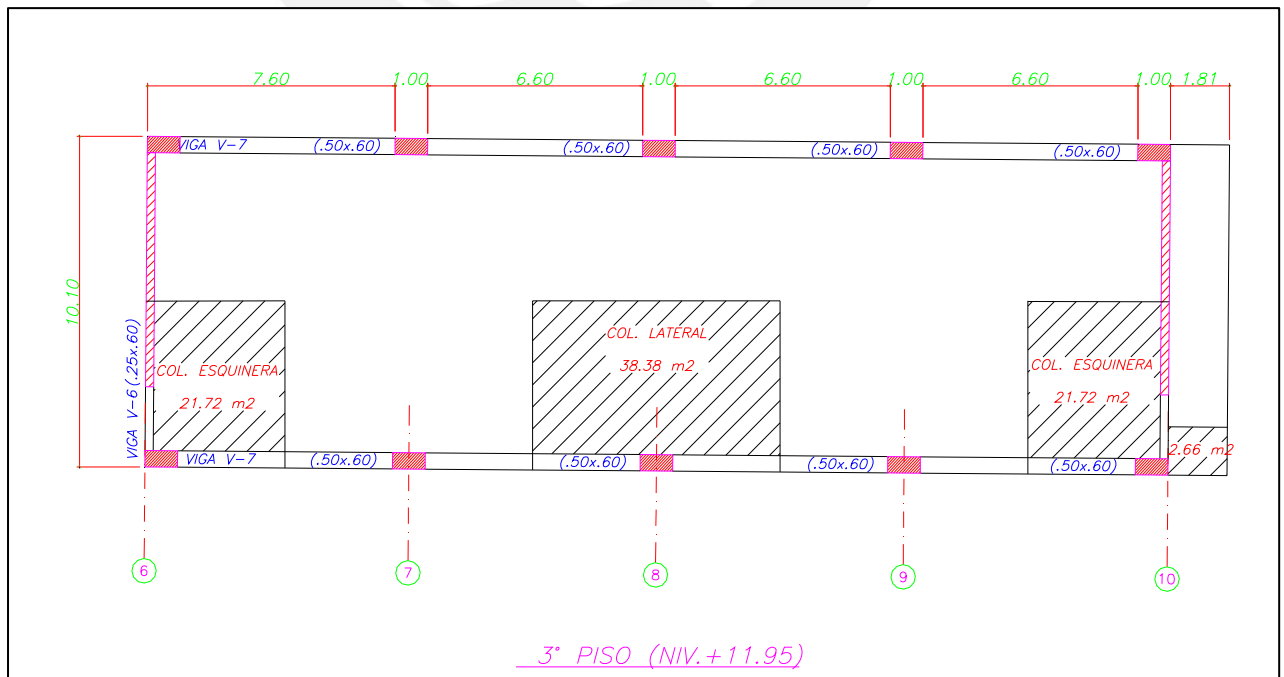 7.60 1.00 6.60 1.00 6.60 1.00 6.60 1.00 1.81
VIGA V-7 (.50x.60) (.50x.60) (.50x.60) (.50x.60)
10.10
VIGA V-6(.25x.60)
COL. LATERAL
38.38 m2
COL. ESQUINERA
21.72 m2
COL. ESQUINERA
21.72 m2
2.66 m2
VIGA V-7 (.50x.60) (.50x.60) (.50x.60) (.50x.60)
6 7 8 9 10
3° PISO (NIV.+11.95)